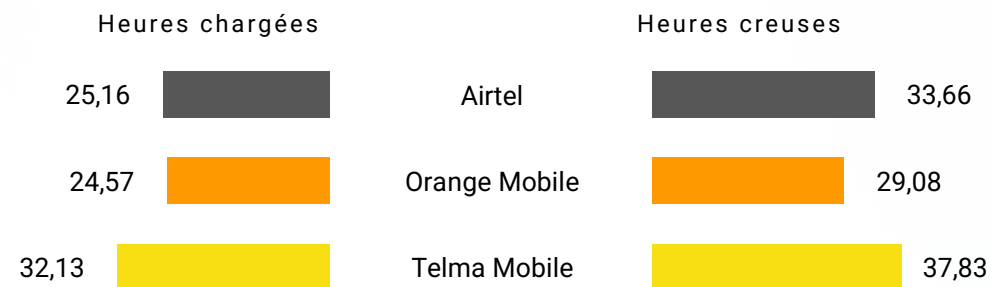 Heures chargées Heures creuses
25,16 Airtel 33,66
24,57 Orange Mobile 29,08
32,13 Telma Mobile 37,83